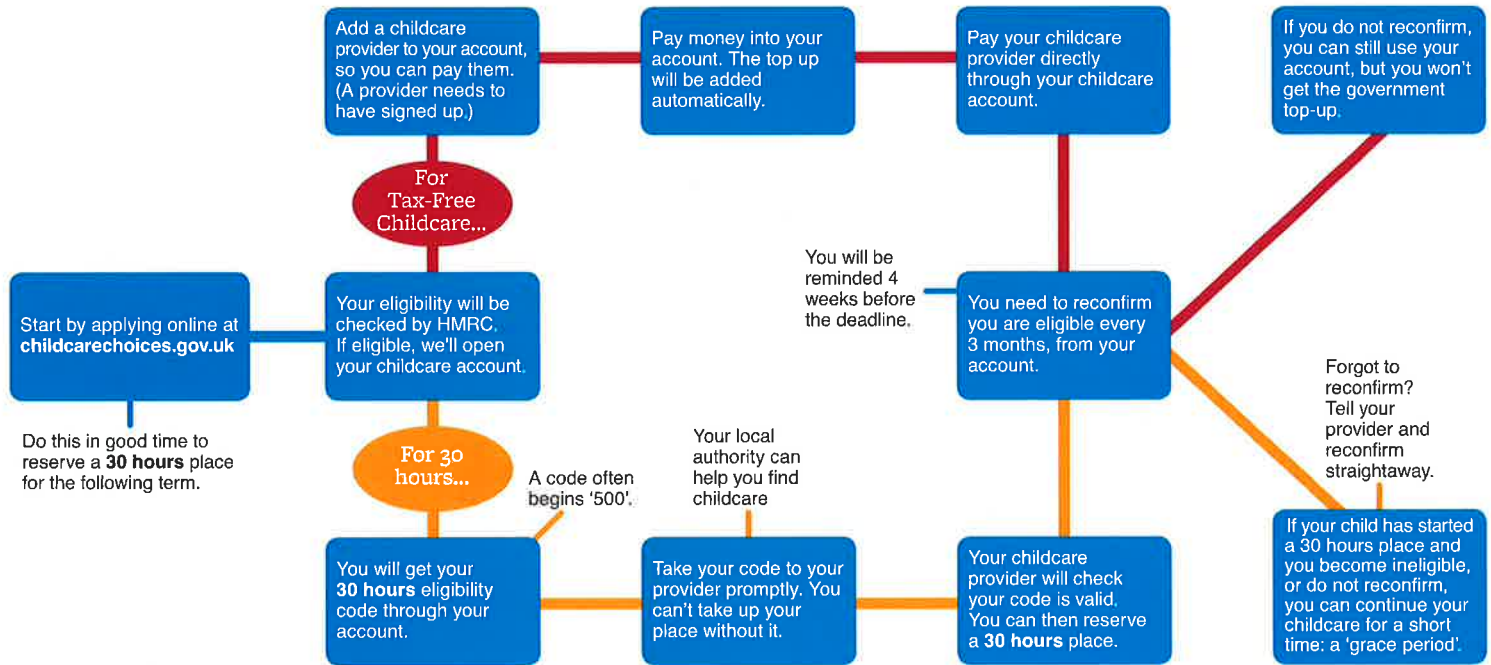 Start by applying online at
childcarechoices.gov.uk
Do this in good time to
reserve a 30 hours place
for the following term.
Your eligibility will be
checked by HMRC.
If eligible, we'll open
your childcare account.
For
Tax-Free
Childcare...
Add a childcare
provider to your account,
so you can pay them.
(A provider needs to
have signed up.)
Pay money into your
account. The top up
will be added
automatically.
Pay your childcare
provider directly
through your childcare
account.
For 30
hours...
You will get your
30 hours eligibility
code through your
account.
A code often
begins '500'.
Take your code to your
provider promptly. You
can't take up your
place without it.
Your local
authority can
help you find
childcare
Your childcare
provider will check
your code is valid.
You can then reserve
a 30 hours place.
You need to reconfirm
you are eligible every
3 months, from your
account.
You will be
reminded 4
weeks before
the deadline.
If you do not reconfirm,
you can still use your
account, but you won't
get the government
top-up.
Forgot to
reconfirm?
Tell your
provider and
reconfirm
straightaway.
If your child has started
a 30 hours place and
you become ineligible,
or do not reconfirm,
you can continue your
childcare for a short
time: a 'grace period'.